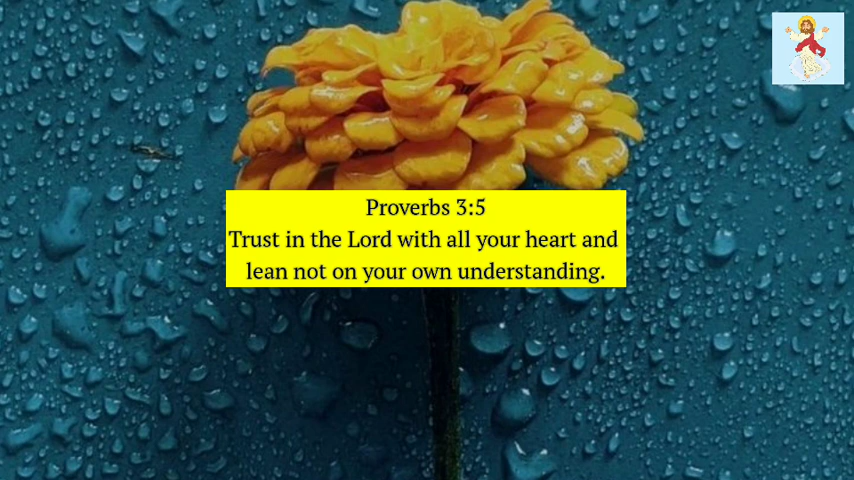 Proverbs 3:5
Trust in the Lord with all your heart and
lean not on your own understanding.